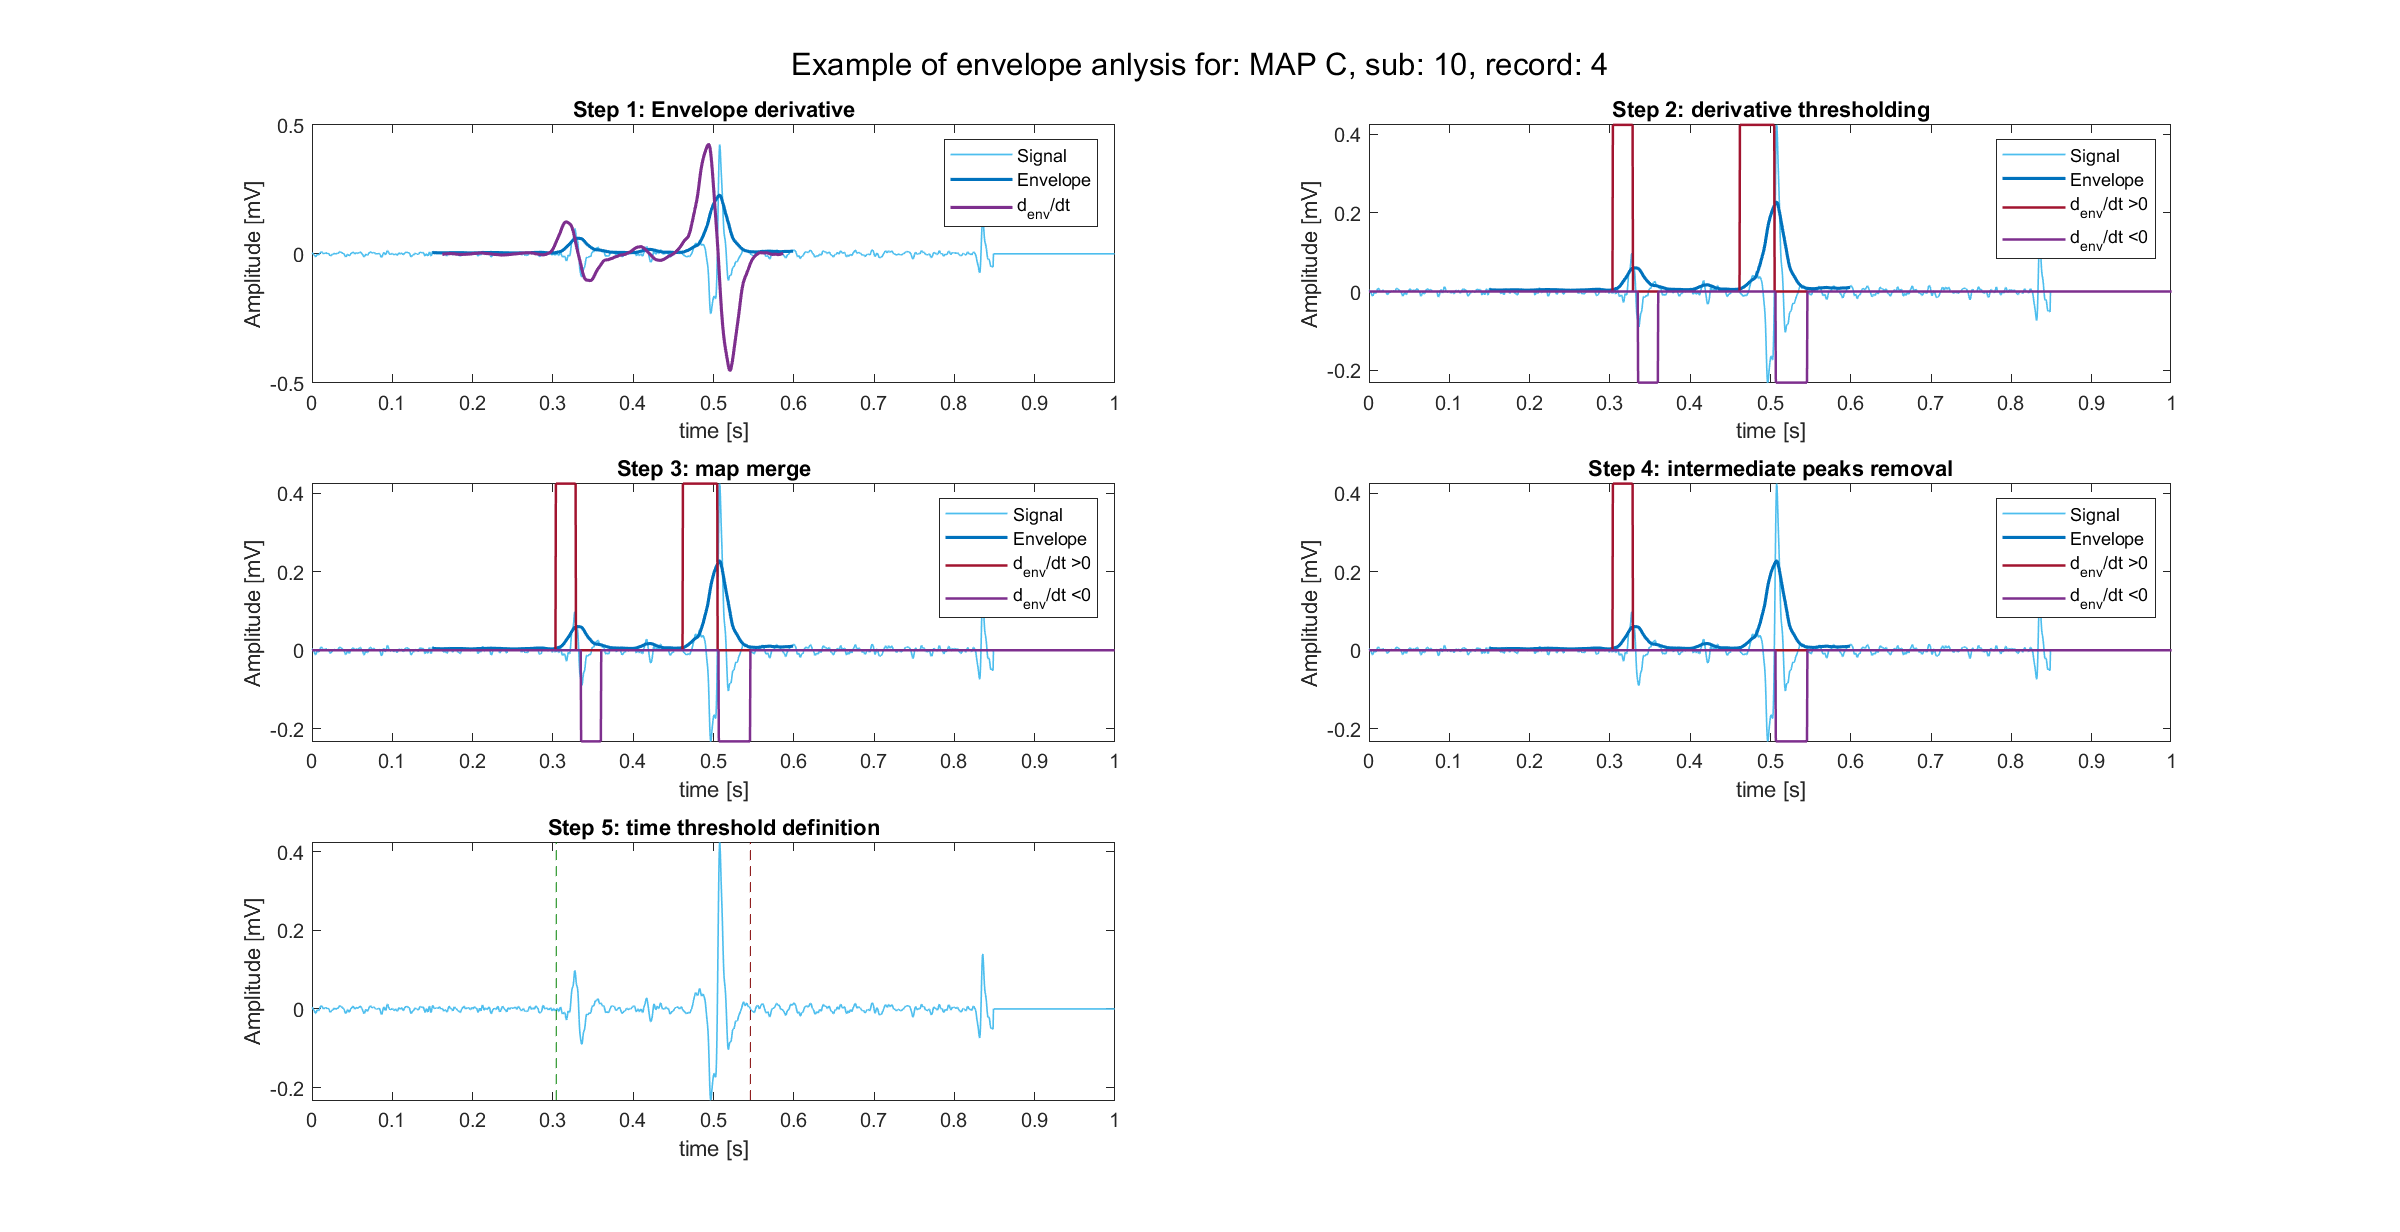 Example of envelope anlysis for: MAP C, sub: 10, record: 4
Step 1: Envelope derivative
0.5
0
-0.5
Amplitude [mV]
Signal
Envelope
d_env/dt
0 0.1 0.2 0.3 0.4 0.5 0.6 0.7 0.8 0.9 1
time [s]
Step 2: derivative thresholding
0.4
0.2
0
-0.2
Amplitude [mV]
Signal
Envelope
d_env/dt >0
d_env/dt <0
0 0.1 0.2 0.3 0.4 0.5 0.6 0.7 0.8 0.9 1
time [s]
Step 3: map merge
0.4
0.2
0
-0.2
Amplitude [mV]
Signal
Envelope
d_env/dt >0
d_env/dt <0
0 0.1 0.2 0.3 0.4 0.5 0.6 0.7 0.8 0.9 1
time [s]
Step 4: intermediate peaks removal
0.4
0.2
0
-0.2
Amplitude [mV]
Signal
Envelope
d_env/dt >0
d_env/dt <0
0 0.1 0.2 0.3 0.4 0.5 0.6 0.7 0.8 0.9 1
time [s]
Step 5: time threshold definition
0.4
0.2
0
-0.2
Amplitude [mV]
0 0.1 0.2 0.3 0.4 0.5 0.6 0.7 0.8 0.9 1
time [s]